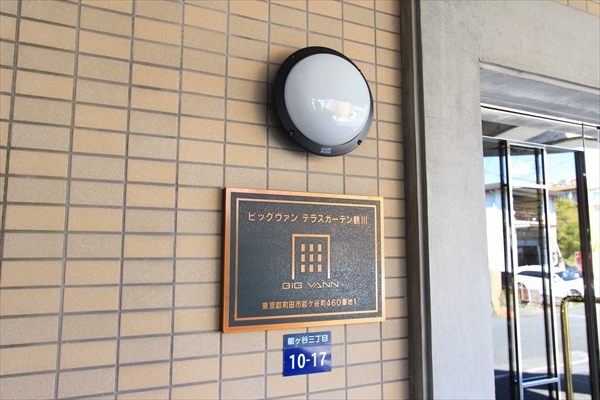 ビッグヴァン テラスガーデン鶴川
BIG VANN
東京都町田市能ケ谷町460番地1
能ヶ谷三丁目
10-17